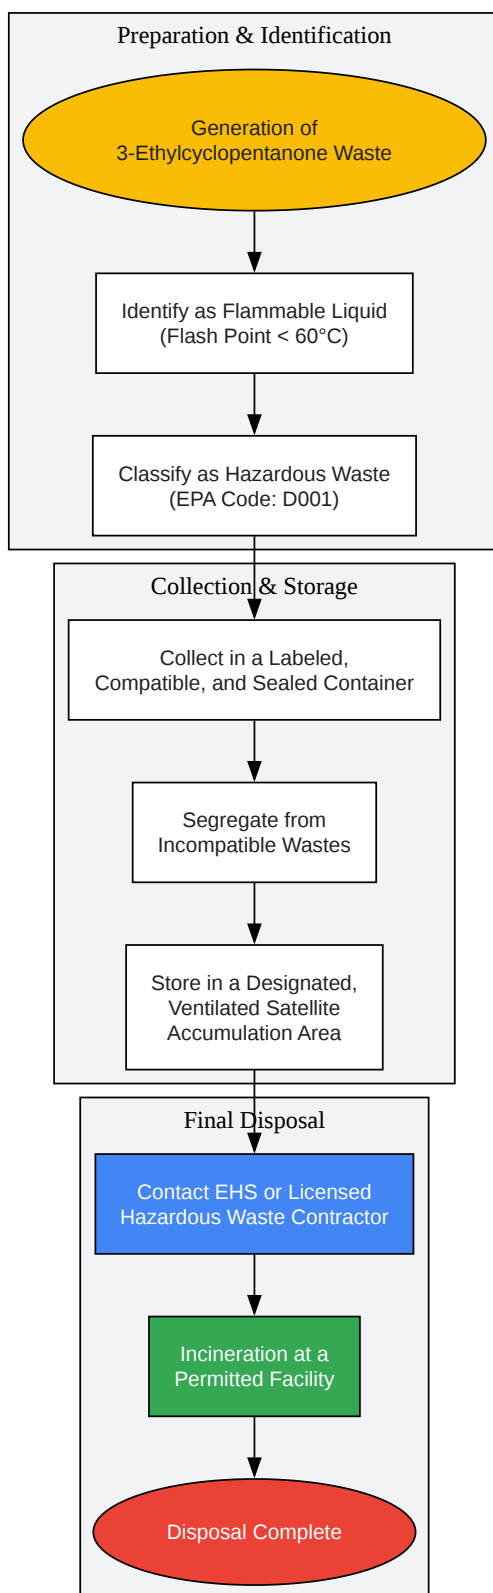 Preparation & Identification
Generation of
3-Ethylcyclopentanone Waste
Identify as Flammable Liquid
(Flash Point < 60°C)
Classify as Hazardous Waste
(EPA Code: D001)
Collection & Storage
Collect in a Labeled,
Compatible, and Sealed Container
Segregate from
Incompatible Wastes
Store in a Designated,
Ventilated Satellite
Accumulation Area
Final Disposal
Contact EHS or Licensed
Hazardous Waste Contractor
Incineration at a
Permitted Facility
Disposal Complete